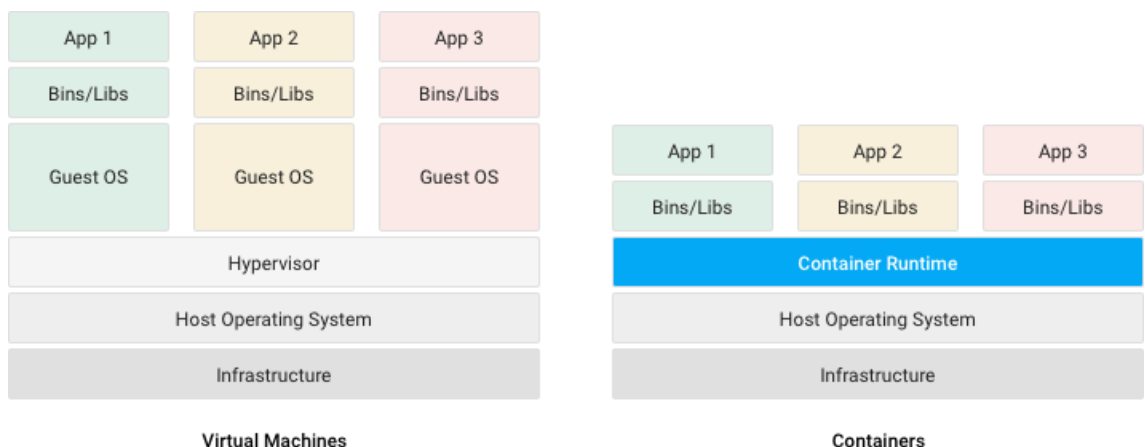 App 1
App 2
App 3
Bins/Libs
Bins/Libs
Bins/Libs
Guest OS
Guest OS
Guest OS
Hypervisor
Host Operating System
Infrastructure
Virtual Machines
App 1
App 2
App 3
Bins/Libs
Bins/Libs
Bins/Libs
Container Runtime
Host Operating System
Infrastructure
Containers